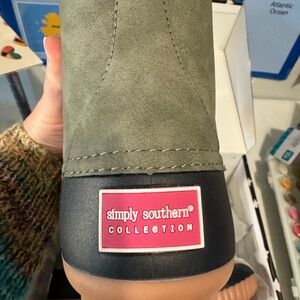 Atlantic
Ocean
simply southern®
COLLECTION